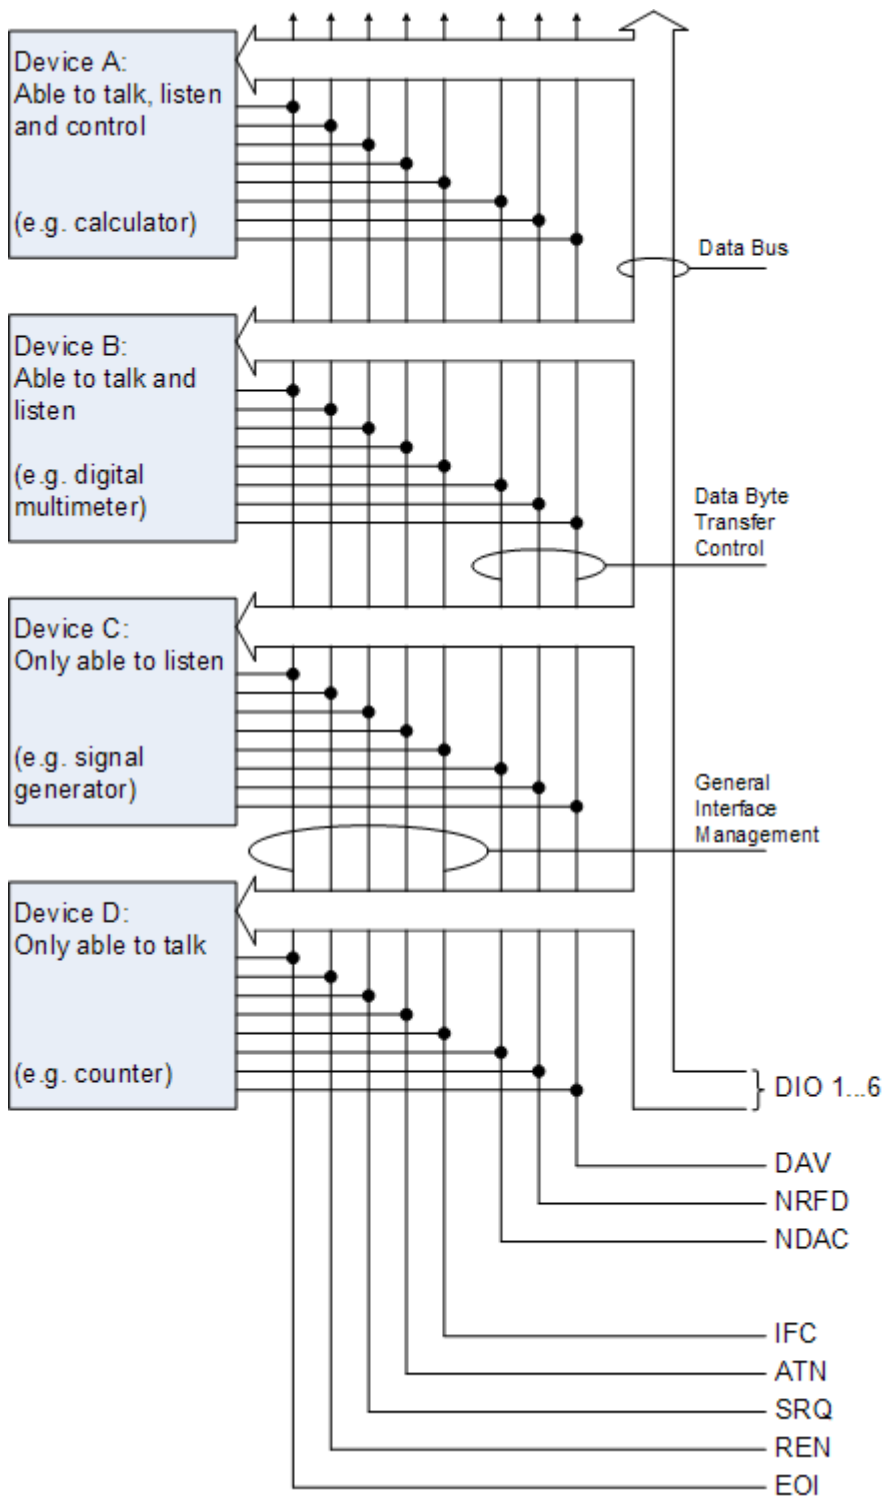 Device A:
Able to talk, listen
and control
(e.g. calculator)
Data Bus
Device B:
Able to talk and
listen
(e.g. digital
multimeter)
Data Byte
Transfer
Control
Device C:
Only able to listen
(e.g. signal
generator)
General
Interface
Management
Device D:
Only able to talk
(e.g. counter)
DIO 1...6
DAV
NRFD
NDAC
IFC
ATN
SRQ
REN
EOI